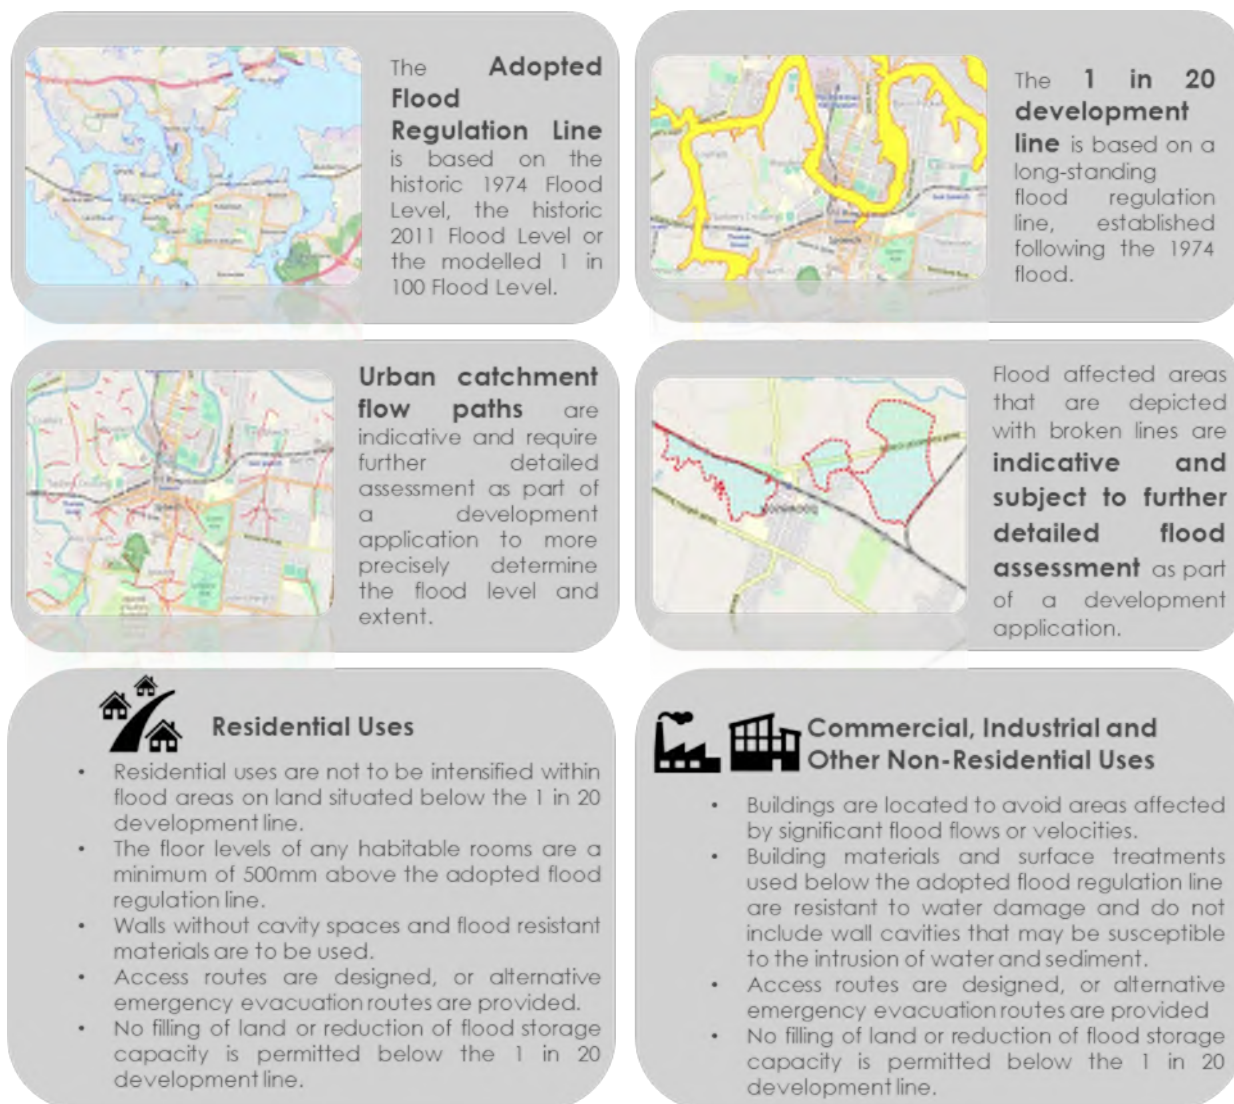 The Adopted
Flood
Regulation Line
is based on the
historic 1974 Flood
Level, the historic
2011 Flood Level or
the modelled 1 in
100 Flood Level.
The 1 in 20
development
line is based on a
long-standing
flood regulation
line, established
following the 1974
flood.
Urban catchment
flow paths are
indicative and require
further detailed
assessment as part of
a development
application to more
precisely determine
the flood level and
extent.
Flood affected areas
that are depicted
with broken lines are
indicative and
subject to further
detailed flood
assessment as part
of a development
application.
Residential Uses
• Residential uses are not to be intensified within
flood areas on land situated below the 1 in 20
development line.
• The floor levels of any habitable rooms are a
minimum of 500mm above the adopted flood
regulation line.
• Walls without cavity spaces and flood resistant
materials are to be used.
• Access routes are designed, or alternative
emergency evacuation routes are provided.
• No filling of land or reduction of flood storage
capacity is permitted below the 1 in 20
development line.
Commercial, Industrial and
Other Non-Residential Uses
• Buildings are located to avoid areas affected
by significant flood flows or velocities.
• Building materials and surface treatments
used below the adopted flood regulation line
are resistant to water damage and do not
include wall cavities that may be susceptible
to the intrusion of water and sediment.
• Access routes are designed, or alternative
emergency evacuation routes are provided
• No filling of land or reduction of flood storage
capacity is permitted below the 1 in 20
development line.